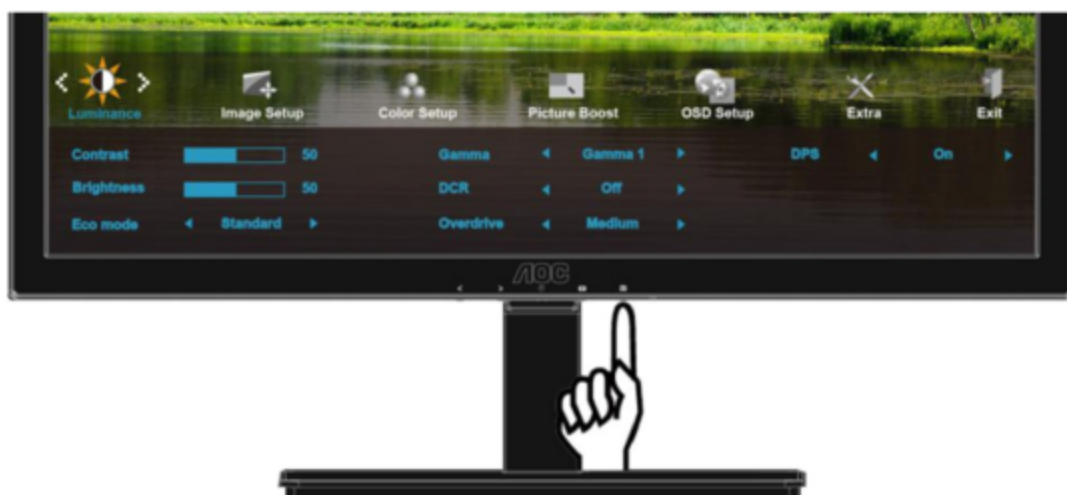 Luminance Image Setup Color Setup Picture Boost OSD Setup Extra Exit
Contrast 50 Gamma Gamma 1 DPS On
Brightness 50 DCR Off
Eco mode Standard Overdrive Medium
AOC